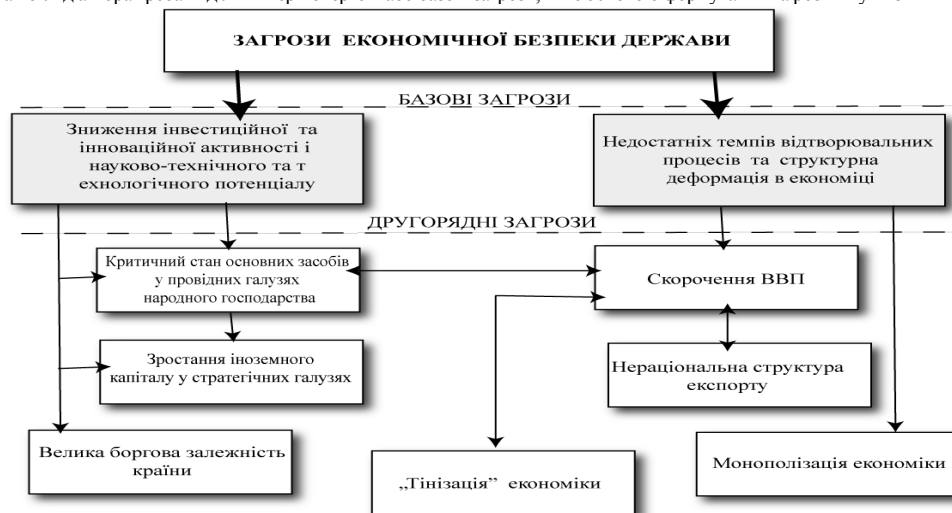 ЗАГРОЗИ ЕКОНОМІЧНОЇ БЕЗПЕКИ ДЕРЖАВИ
БАЗОВІ ЗАГРОЗИ
Зниження інвестиційної та
інноваційної активності і
науково-технічного та т
ехнологічного потенціалу
Недостатніх темпів відтворювальних
процесів та структурна
деформація в економіці
ДРУГОРЯДНІ ЗАГРОЗИ
Критичний стан основних засобів
у провідних галузях
народного господарства
Скорочення ВВП
Зростання іноземного
капіталу у стратегічних галузях
Нераціональна структура
експорту
Велика боргова залежність
країни
„Тінізація” економіки
Монополізація економіки